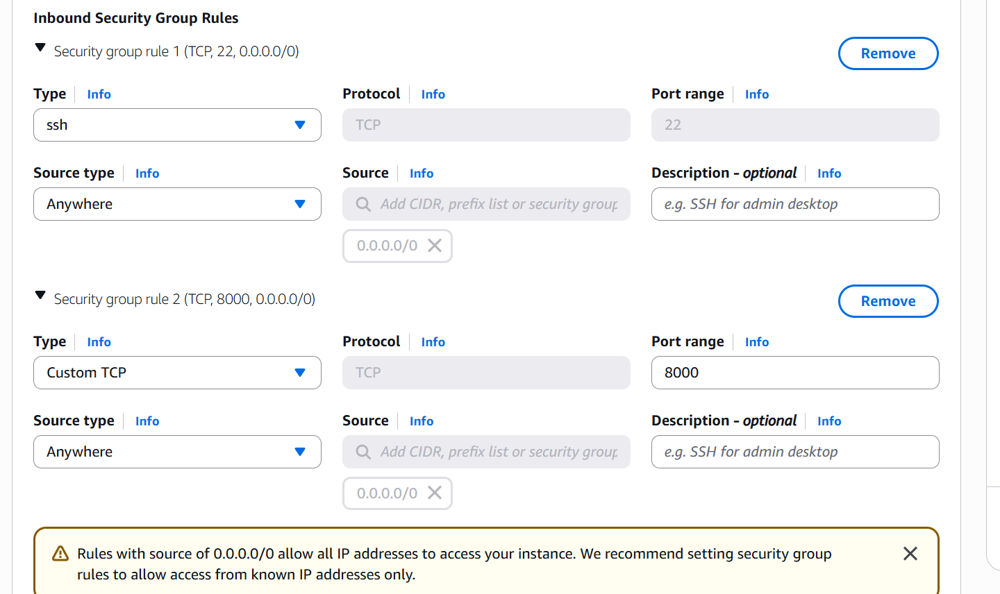 Inbound Security Group Rules
Security group rule 1 (TCP, 22, 0.0.0.0/0)
Remove
Type Info
Protocol Info
Port range Info
ssh
TCP
22
Source type Info
Source Info
Description - optional Info
Anywhere
Add CIDR, prefix list or security group
e.g. SSH for admin desktop
0.0.0.0/0
Security group rule 2 (TCP, 8000, 0.0.0.0/0)
Remove
Type Info
Protocol Info
Port range Info
Custom TCP
TCP
8000
Source type Info
Source Info
Description - optional Info
Anywhere
Add CIDR, prefix list or security group
e.g. SSH for admin desktop
0.0.0.0/0
Rules with source of 0.0.0.0/0 allow all IP addresses to access your instance. We recommend setting security group
rules to allow access from known IP addresses only.